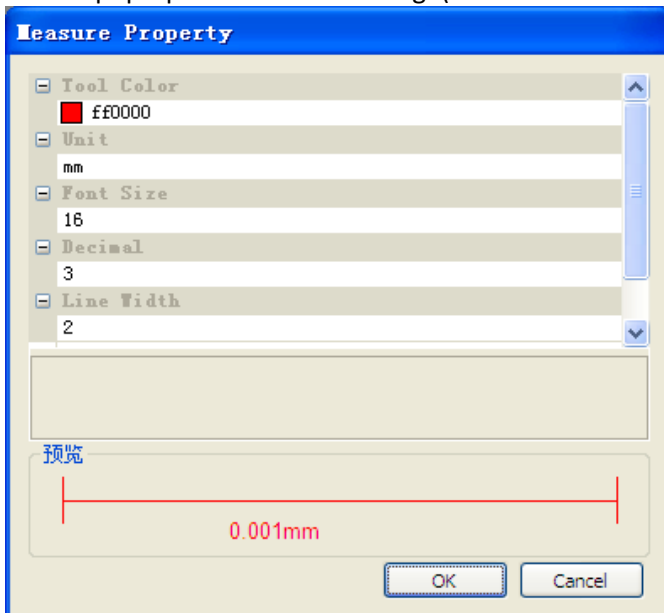 Measure Property
Tool Color
ff0000
Unit
mm
Font Size
16
Decimal
3
Line Width
2
预览
0.001mm
OK
Cancel